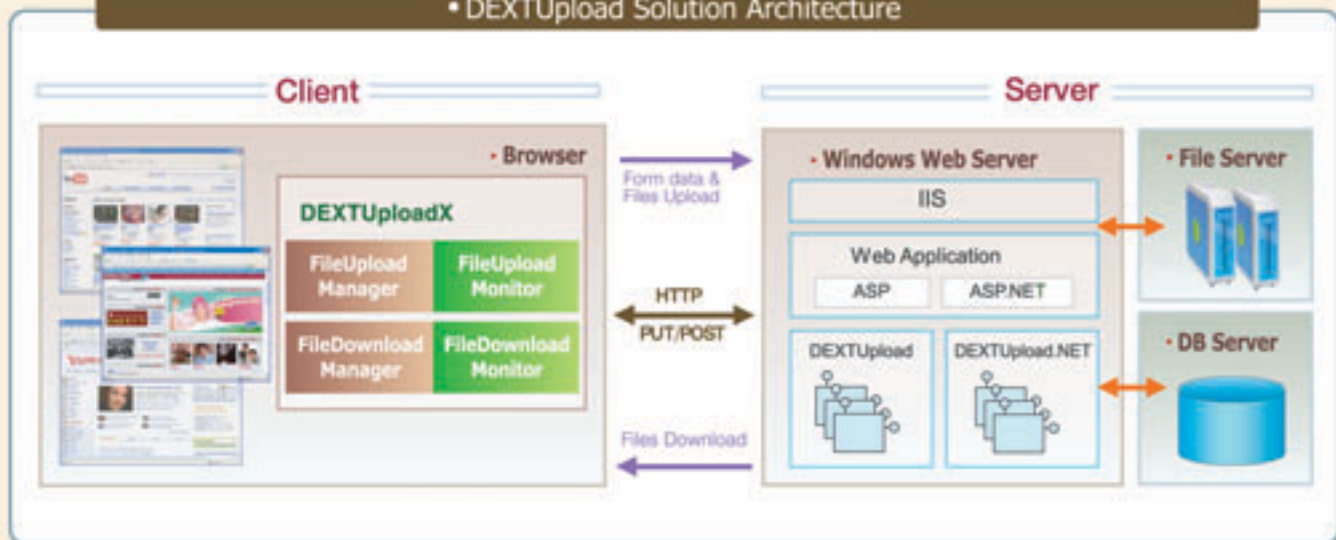 • DEXTUpload Solution Architecture
Client
• Browser
DEXTUploadX
FileUpload
Manager
FileUpload
Monitor
FileDownload
Manager
FileDownload
Monitor
Form data &
Files Upload
HTTP
PUT/POST
Files Download
Server
• Windows Web Server
IIS
Web Application
ASP
ASP.NET
DEXTUpload
DEXTUpload.NET
• File Server
• DB Server